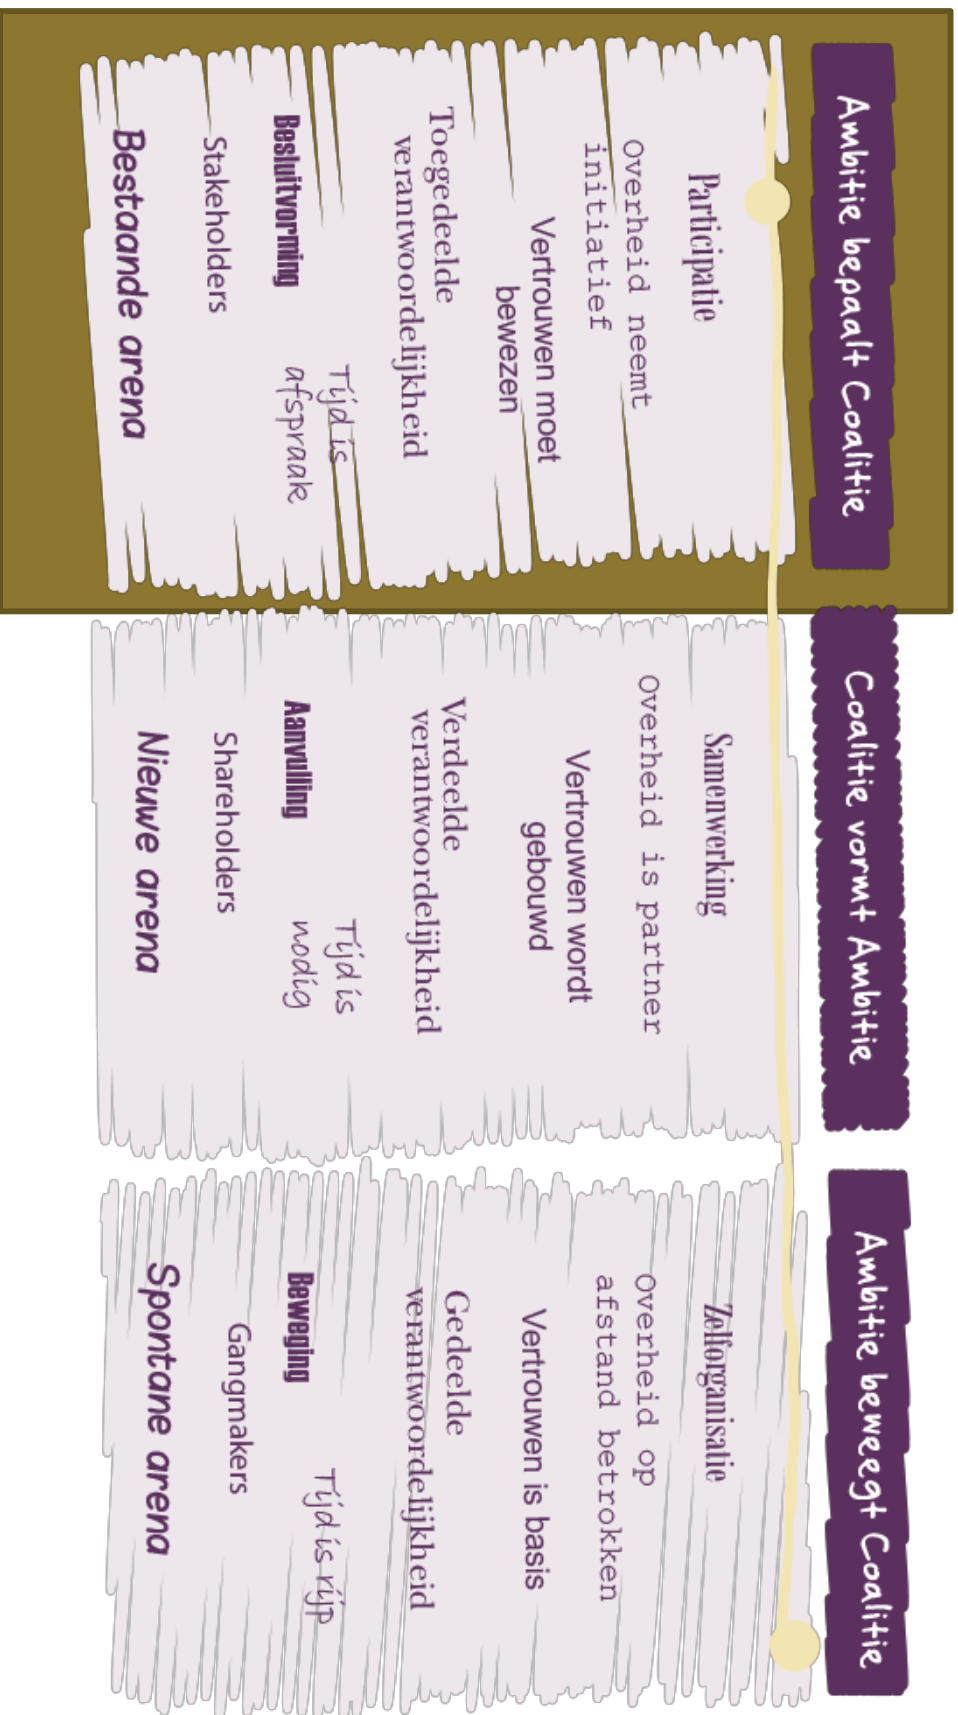 Ambitie bepaalt Coalitie
Participatie
Overheid neemt
initiatief
Vertrouwen moet
bewezen
Toegedeelde
verantwoordelijkheid
Tijd is
afspraak
Besluitvorming
Stakeholders
Bestaande arena
Coalitie vormt Ambitie
Samenwerking
Overheid is partner
Vertrouwen wordt
gebouwd
Verdeelde
verantwoordelijkheid
Tijd is
nodig
Aanvulling
Shareholders
Nieuwe arena
Ambitie beweegt Coalitie
Zelforganisatie
Overheid op
afstand betrokken
Vertrouwen is basis
Gedeelde
verantwoordelijkheid
Tijd is rijp
Beweging
Gangmakers
Spontane arena